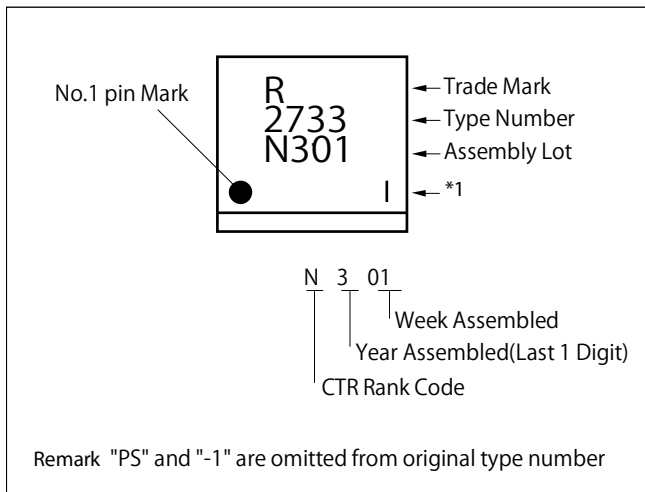 No.1 pin Mark
R
2733
N301
I
Trade Mark
Type Number
Assembly Lot
*1
N 3 01
Week Assembled
Year Assembled(Last 1 Digit)
CTR Rank Code
Remark "PS" and "-1" are omitted from original type number